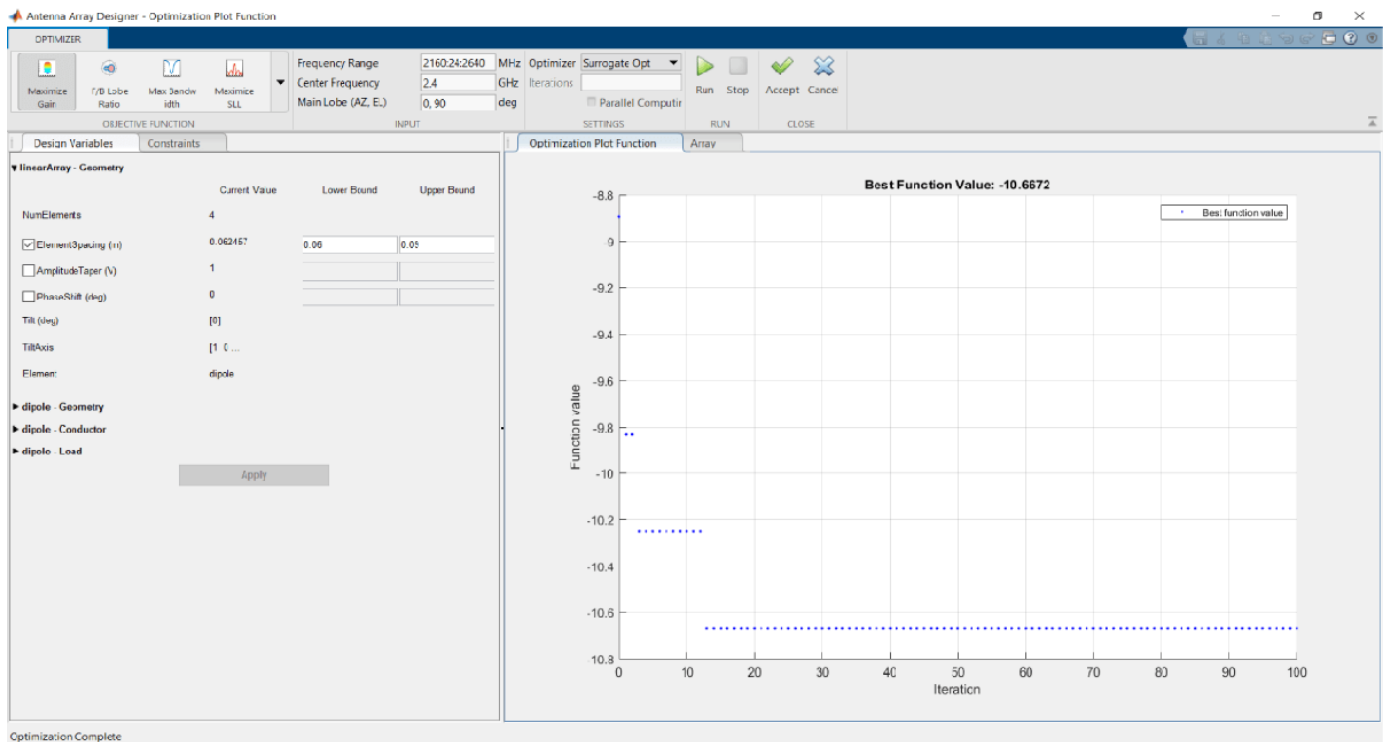 Antenna Array Designer - Optimization Plot Function
OPTIMIZER
Maximize Gain
F/B Lobe Ratio
Max Bandwidth
Maximize SLL
OBJECTIVE FUNCTION
Frequency Range 2160:24:2640 MHz
Center Frequency 2.4 GHz
Main Lobe (AZ, EL) 0, 90 deg
INPUT
Optimizer Surrogate Opt
Iterations
Parallel Computin
SETTINGS
Run Stop
RUN
Accept Cancel
CLOSE
Design Variables Constraints
linearArray - Geometry
Current Value Lower Bound Upper Bound
NumElements 4
ElementSpacing (m) 0.06
AmplitudeTaper (V) 1
PhaseShift (deg) 0
Tilt (deg) [0]
TiltAxis [1 0 ...
Element dipole
dipole - Geometry
dipole - Conductor
dipole - Load
Apply
Optimization Plot Function Array
Best Function Value: -10.6672
Best function value
-8.8
-9
-9.2
-9.4
-9.6
-9.8
-10
-10.2
-10.4
-10.6
-10.8
Function value
0 10 20 30 40 50 60 70 80 90 100
Iteration
Optimization Complete